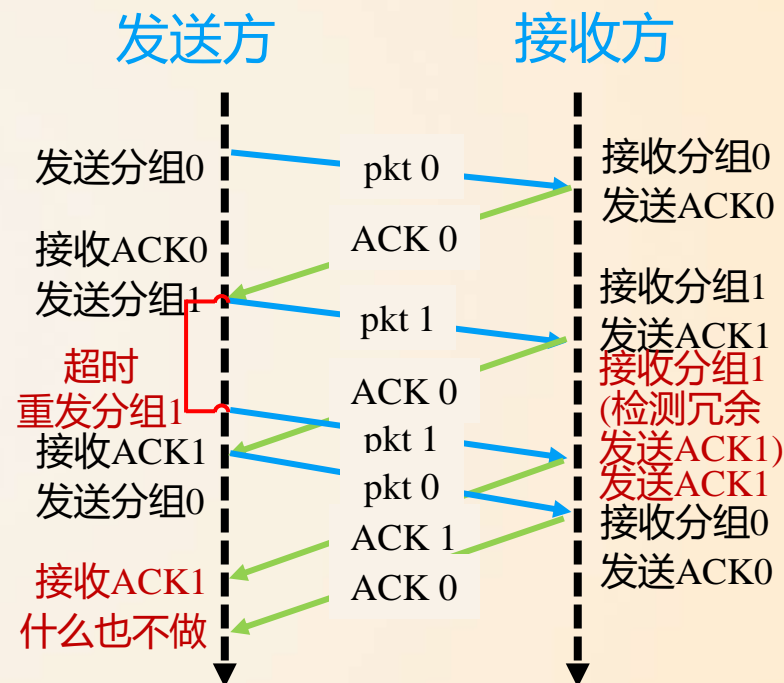 发送方
接收方
发送分组0
pkt 0
接收分组0
发送ACK0
接收ACK0
ACK 0
发送分组1
pkt 1
接收分组1
发送ACK1
超时
重发分组1
ACK 0
接收分组1
(检测冗余
发送ACK1)
pkt 1
接收ACK1
发送分组0
pkt 0
发送ACK1
接收分组0
发送ACK0
ACK 1
接收ACK1
ACK 0
什么也不做